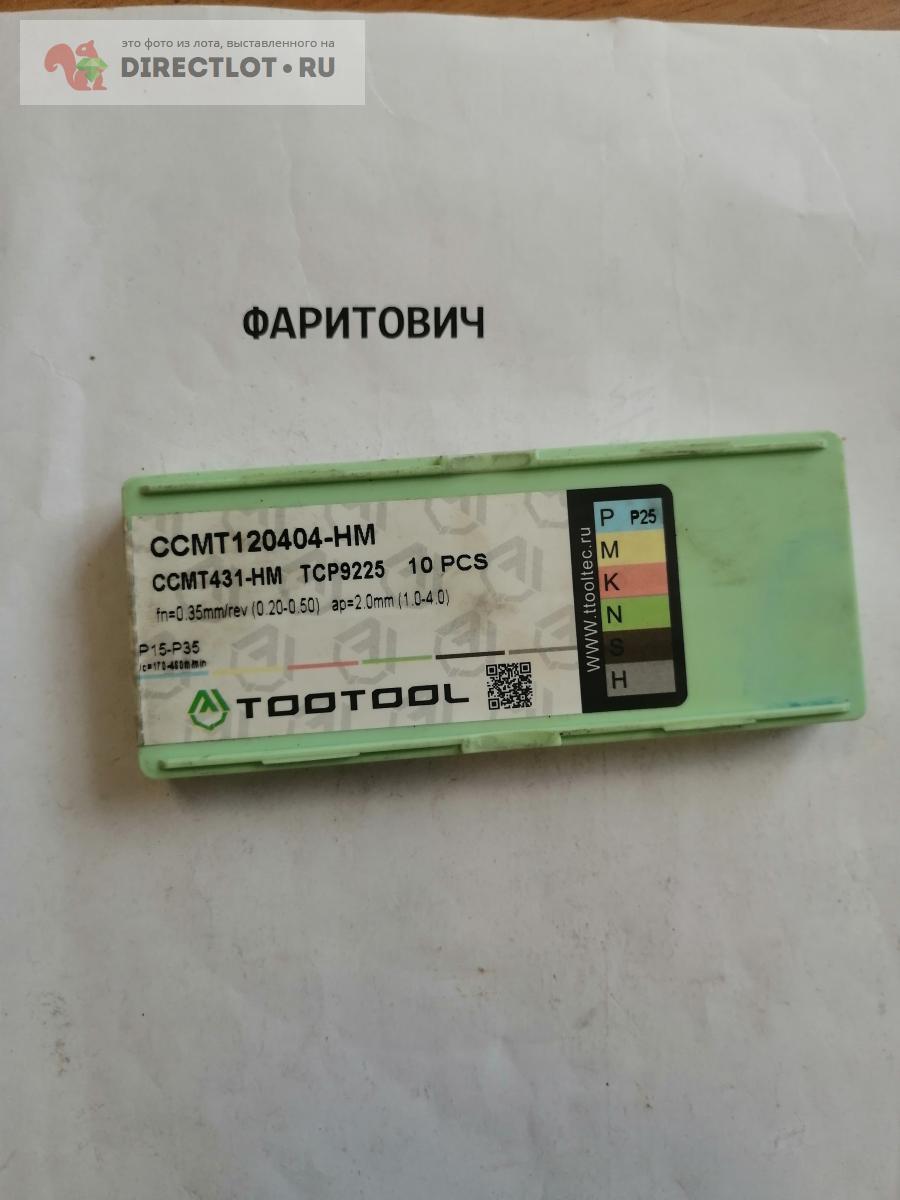 это фото из лота, выставленного на
DIRECTLOT•RU
ФАРИТОВИЧ
CCMT120404-HM
CCMT431-HM TCP9225 10 PCS
fn=0.35mm/rev (0.20-0.50) ap=2.0mm (1.0-4.0)
P15-P35
TOOTOOL
www.ttooltec.ru
P P25
M
K
N
S
H